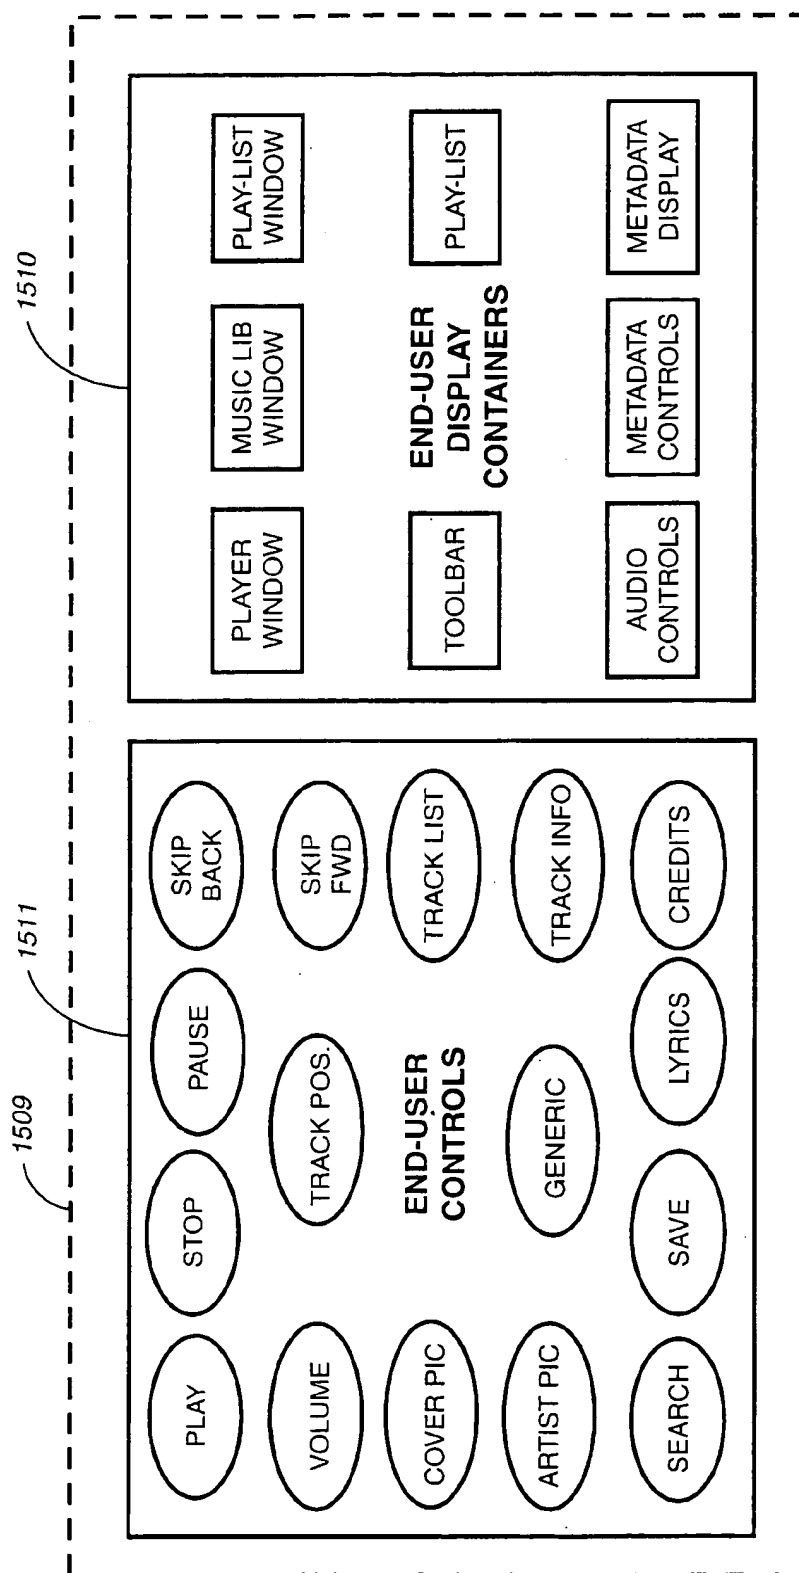 1509
1511
1510
PLAY
STOP
PAUSE
SKIP
BACK
VOLUME
TRACK POS.
SKIP
FWD
COVER PIC
END-USER
CONTROLS
TRACK LIST
ARTIST PIC
GENERIC
TRACK INFO
SEARCH
SAVE
LYRICS
CREDITS
PLAYER
WINDOW
MUSIC LIB
WINDOW
PLAY-LIST
WINDOW
TOOLBAR
END-USER
DISPLAY
CONTAINERS
PLAY-LIST
AUDIO
CONTROLS
METADATA
CONTROLS
METADATA
DISPLAY